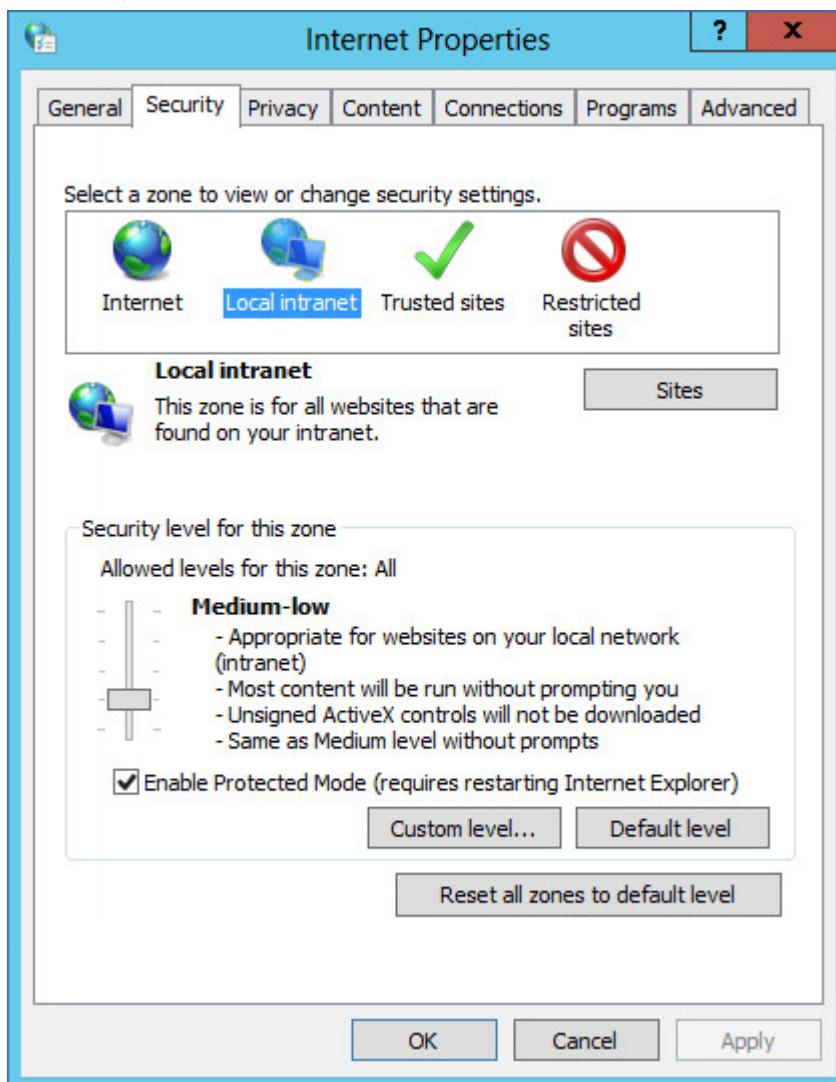 Internet Properties
?
x
General Security Privacy Content Connections Programs Advanced
Select a zone to view or change security settings.
Internet Local intranet Trusted sites Restricted
sites
Local intranet
Sites
This zone is for all websites that are
found on your intranet.
Security level for this zone
Allowed levels for this zone: All
Medium-low
- Appropriate for websites on your local network
(intranet)
- Most content will be run without prompting you
- Unsigned ActiveX controls will not be downloaded
- Same as Medium level without prompts
Enable Protected Mode (requires restarting Internet Explorer)
Custom level... Default level
Reset all zones to default level
OK Cancel Apply